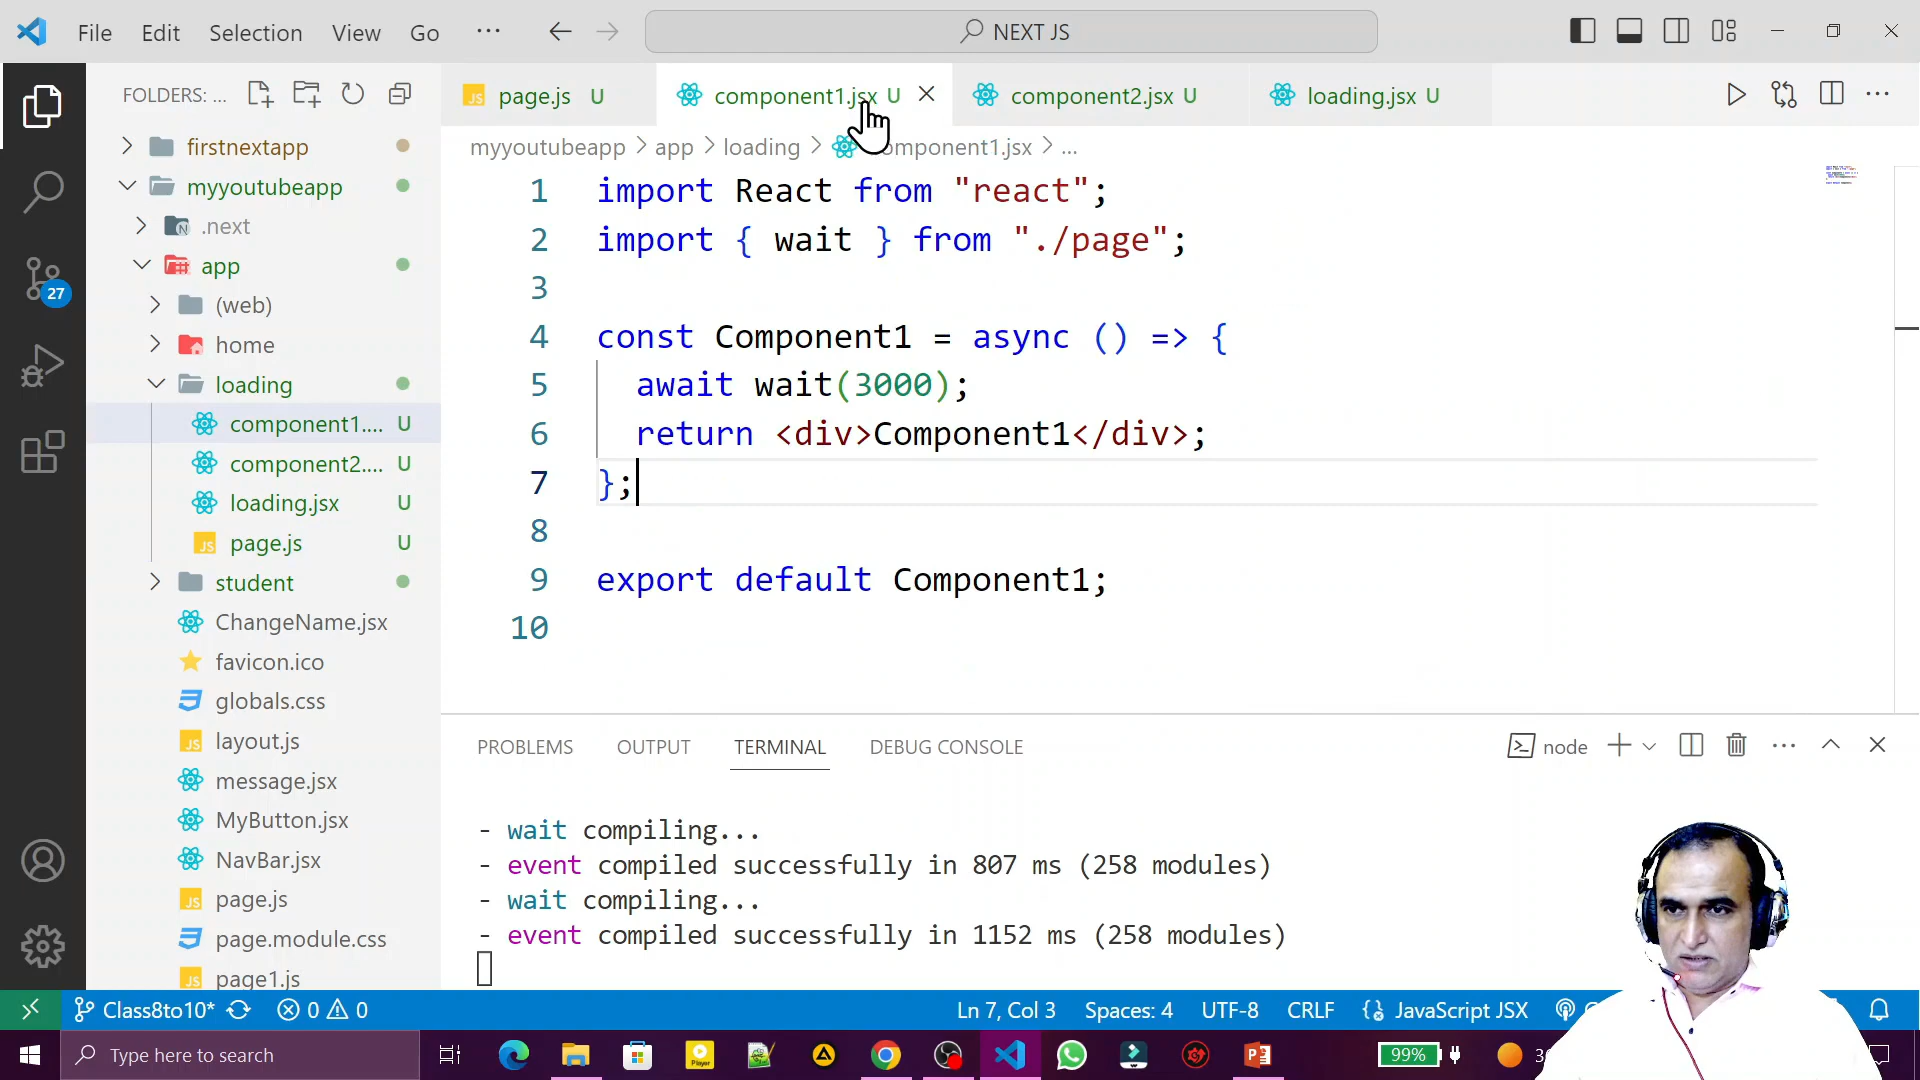 File Edit Selection View Go ··· NEXT JS
FOLDERS: ...
page.js U component1.jsx U component2.jsx U loading.jsx U
myyoutubeapp > app > loading > omponent1.jsx > ...
firstnextapp
myyoutubeapp
.next
app
(web)
home
loading
component1.... U
component2.... U
loading.jsx U
page.js U
student
ChangeName.jsx
favicon.ico
globals.css
layout.js
message.jsx
MyButton.jsx
NavBar.jsx
page.js
page.module.css
page1.js
27
1 import React from "react";
2 import { wait } from "./page";
3
4 const Component1 = async () => {
5 await wait(3000);
6 return <div>Component1</div>;
7 };
8
9 export default Component1;
10
PROBLEMS OUTPUT TERMINAL DEBUG CONSOLE node
- wait compiling...
- event compiled successfully in 807 ms (258 modules)
- wait compiling...
- event compiled successfully in 1152 ms (258 modules)
Class8to10* 0 0 Ln 7, Col 3 Spaces: 4 UTF-8 CRLF JavaScript JSX
Type here to search Player 99%